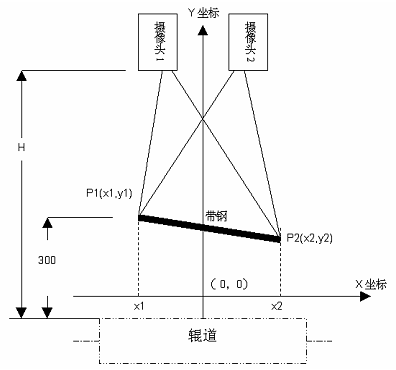 Y坐标
摄像头1
摄像头2
H
P1(x1,y1)
带钢
P2(x2,y2)
300
(0，0)
X坐标
x1
x2
辊道